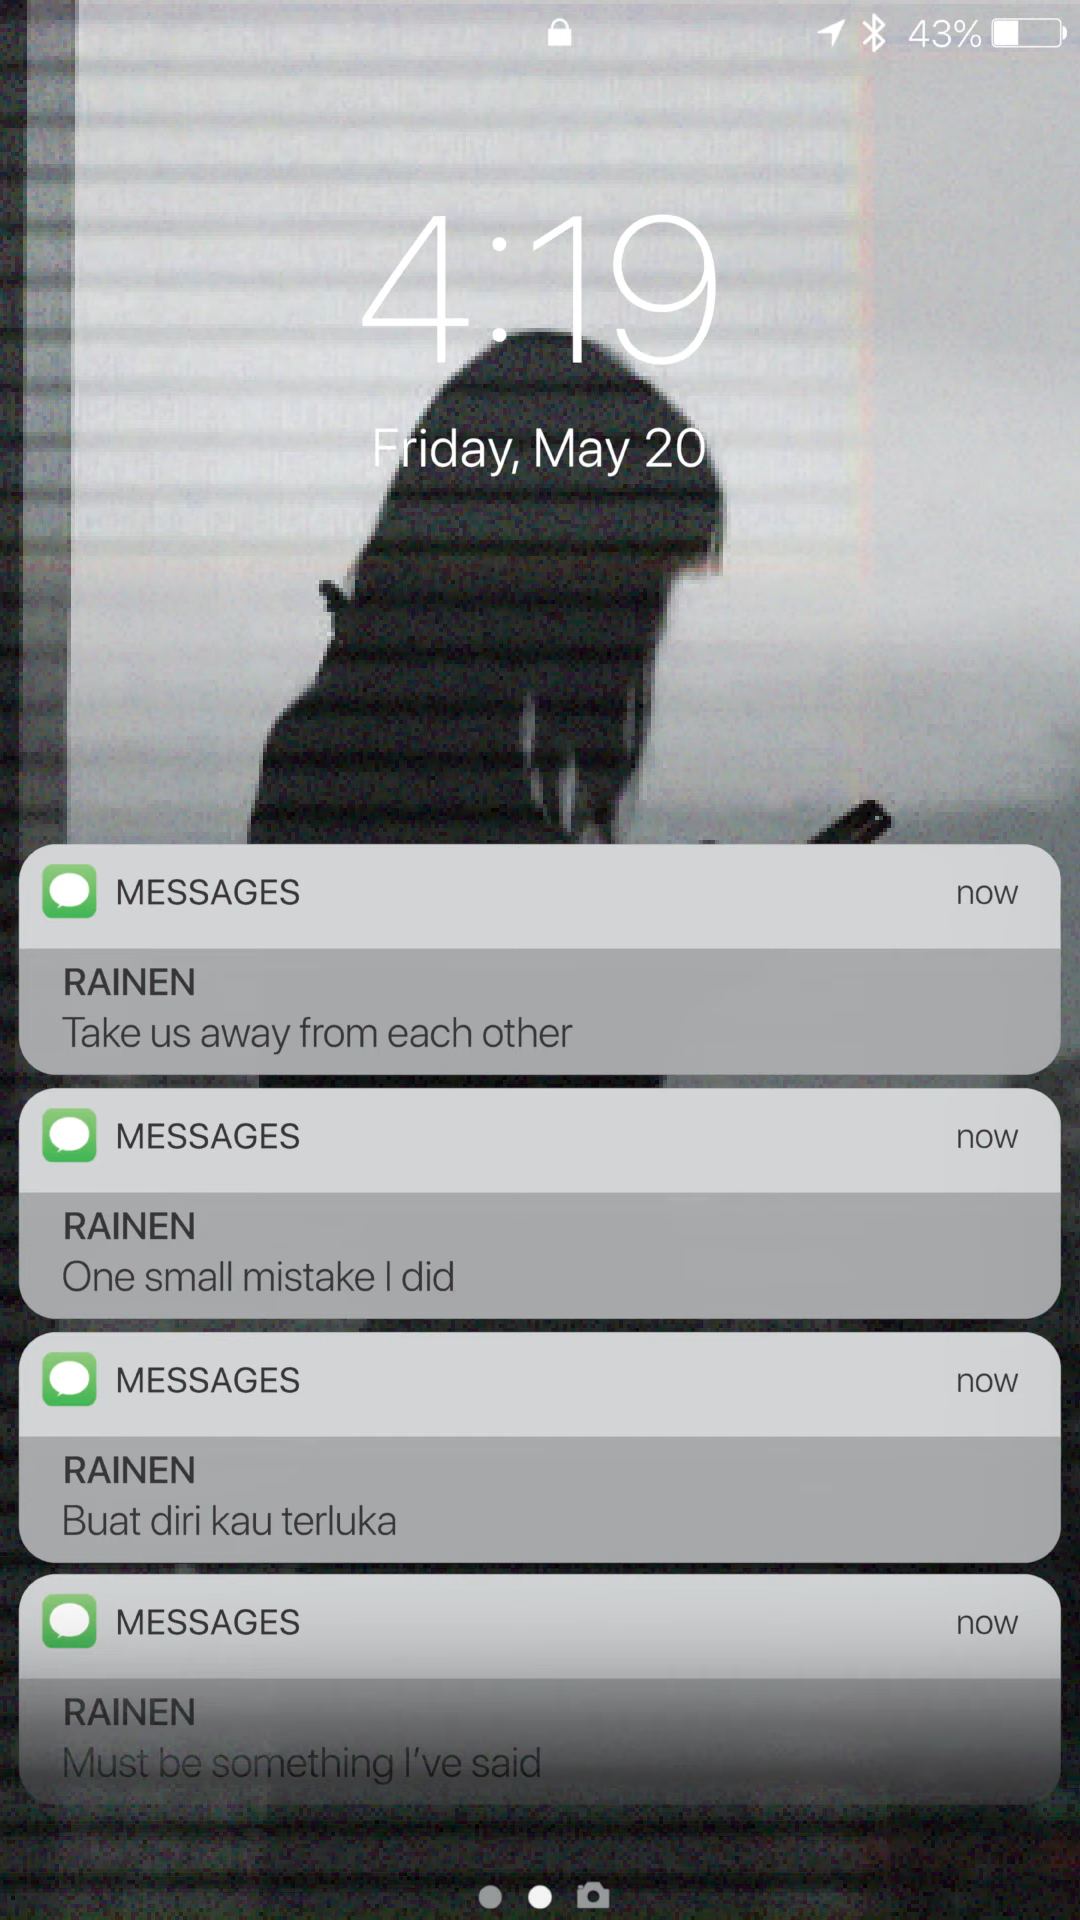 43%
4:19
Friday, May 20
MESSAGES now
RAINEN
Take us away from each other
MESSAGES now
RAINEN
One small mistake I did
MESSAGES now
RAINEN
Buat diri kau terluka
MESSAGES now
RAINEN
Must be something I've said